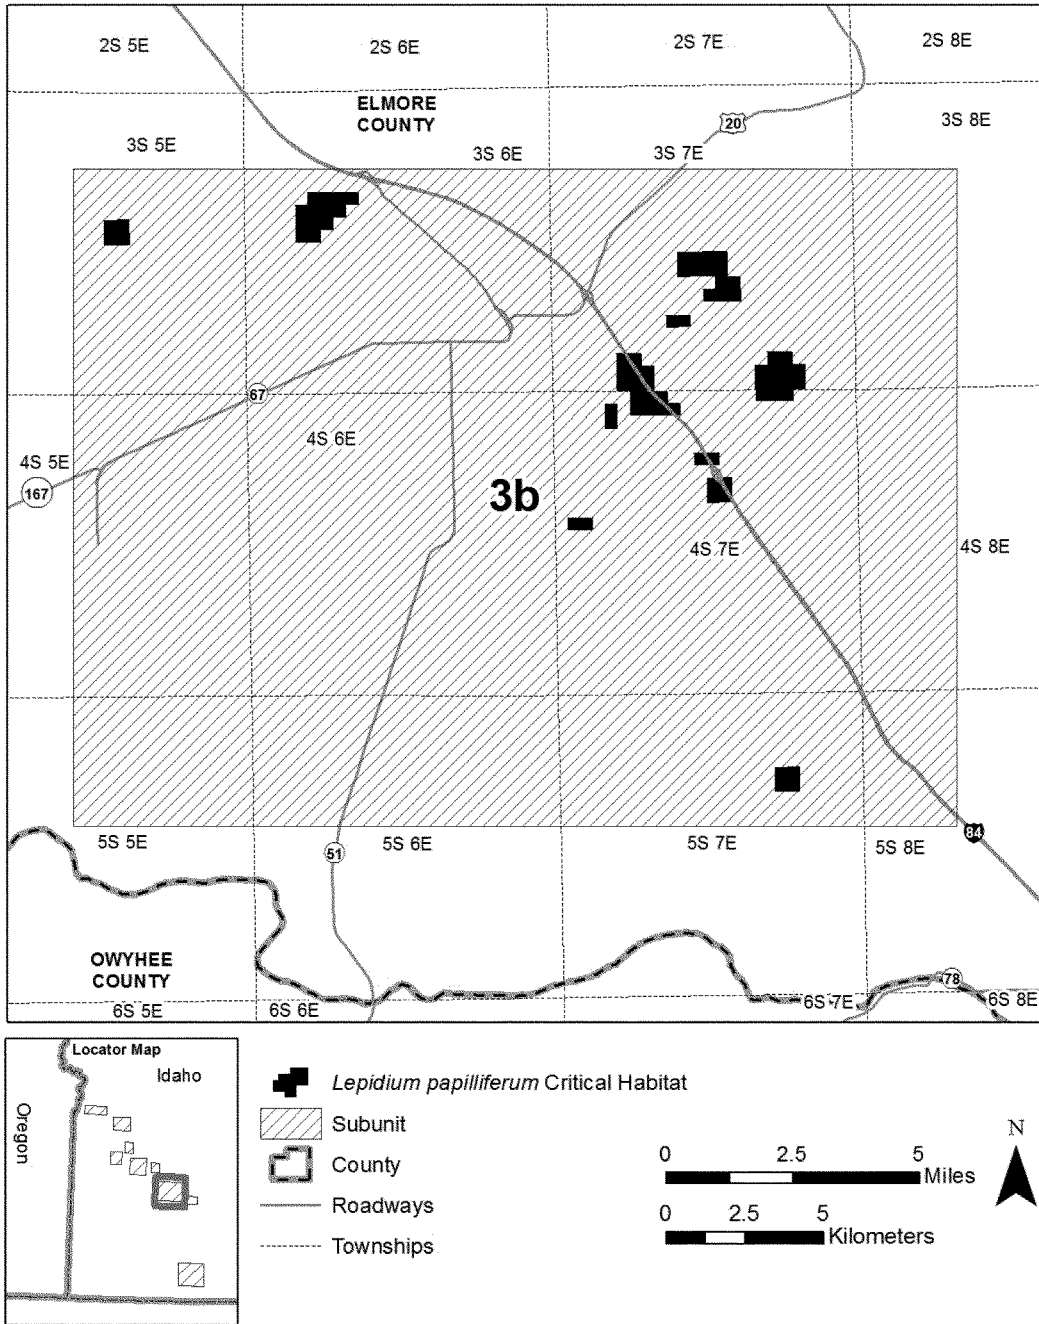 2S 5E
2S 6E
2S 7E
2S 8E
ELMORE
COUNTY
20
3S 8E
3S 5E
3S 6E
3S 7E
67
4S 6E
4S 5E
167
3b
4S 7E
4S 8E
84
5S 5E
51
5S 6E
5S 7E
5S 8E
OWYHEE
COUNTY
78
6S 5E
6S 6E
6S 7E
6S 8E
Locator Map
Idaho
Oregon
Lepidium papilliferum Critical Habitat
Subunit
County
Roadways
Townships
0 2.5 5
Miles
0 2.5 5
Kilometers
N